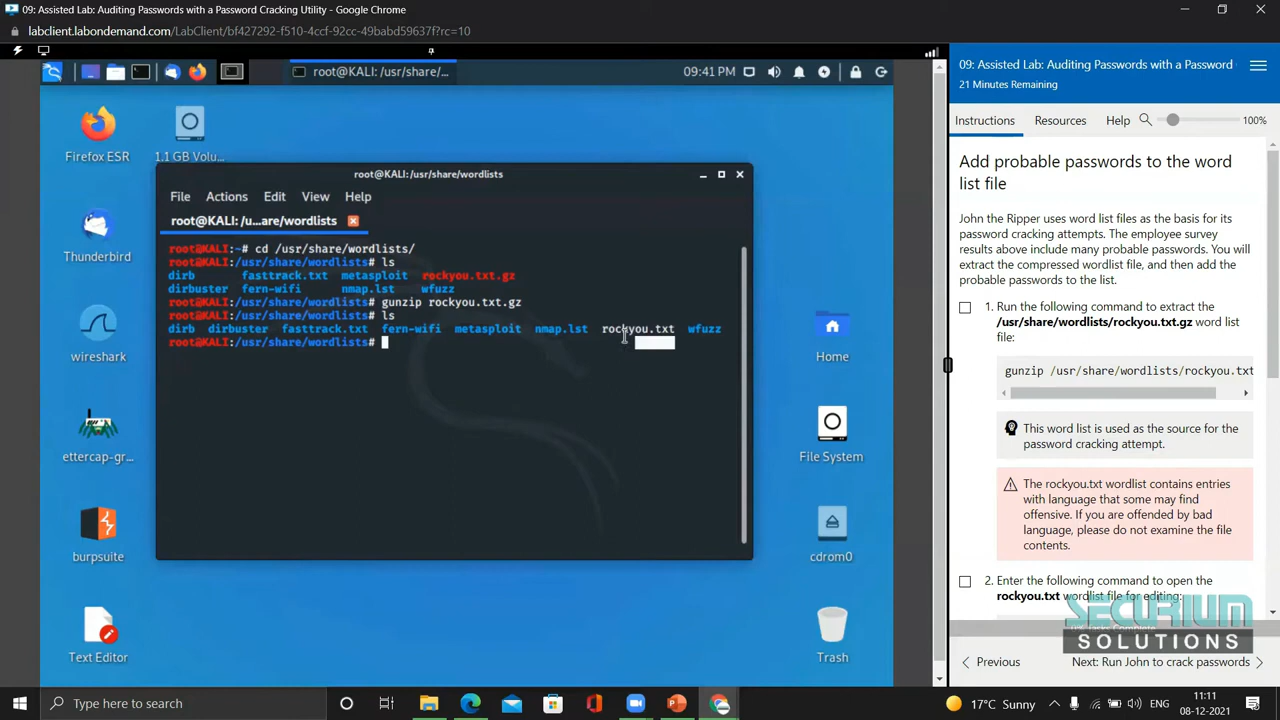 09: Assisted Lab: Auditing Passwords with a Password Cracking Utility - Google Chrome
labclient.labondemand.com/LabClient/bf427292-f510-4ccf-92cc-49babd59637f?rc=10
root@KALI: /usr/share/...
09:41 PM
Firefox ESR
1.1 GB Volu...
Thunderbird
wireshark
ettercap-gr...
burpsuite
Text Editor
root@KALI:/usr/share/wordlists
File Actions Edit View Help
root@KALI: /u...are/wordlists
root@KALI:~# cd /usr/share/wordlists/
root@KALI:/usr/share/wordlists# ls
dirb fasttrack.txt metasploit rockyou.txt.gz
dirbuster fern-wifi nmap.lst wfuzz
root@KALI:/usr/share/wordlists# gunzip rockyou.txt.gz
root@KALI:/usr/share/wordlists# ls
dirb dirbuster fasttrack.txt fern-wifi metasploit nmap.lst rockyou.txt wfuzz
root@KALI:/usr/share/wordlists#
Home
File System
cdrom0
Trash
09: Assisted Lab: Auditing Passwords with a Password
21 Minutes Remaining
Instructions Resources Help 100%
Add probable passwords to the word
list file
John the Ripper uses word list files as the basis for its
password cracking attempts. The employee survey
results above include many probable passwords. You will
extract the compressed wordlist file, and then add the
probable passwords to the file.
1. Run the following command to extract the
/usr/share/wordlists/rockyou.txt.gz word list
file:
gunzip /usr/share/wordlists/rockyou.txt
This word list is used as the source for the
password cracking attempt.
The rockyou.txt wordlist contains entries
with language that some may find
offensive. If you are offended by bad
language, please do not examine the file
contents.
2. Enter the following command to open the
rockyou.txt wordlist file for editing:
Tasks Complete
SECURIUM
SOLUTIONS
Previous
Next: Run John to crack passwords
Type here to search
17°C Sunny
11:11
08-12-2021